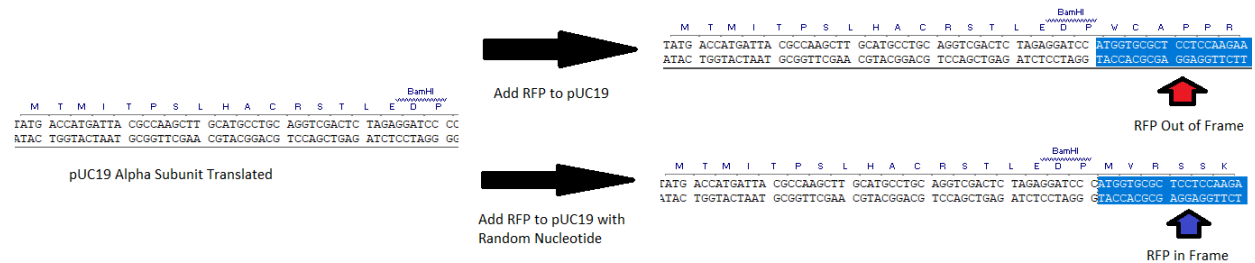 BamHI
M T M I T P S L H A C R S T L E D P
TATG ACCATGATTA CGCCAAGCTT GCATGCCTGC AGGTCGACTC TAGAGGATCC CC
ATAC TGGTACTAAT GCGGTTCGAA CGTACGGACG TCCAGCTGAG ATCTCCTAGG GG
pUC19 Alpha Subunit Translated
Add RFP to pUC19
BamHI
M T M I T P S L H A C R S T L E D P W C A P P R
TATG ACCATGATTA CGCCAAGCTT GCATGCCTGC AGGTCGACTC TAGAGGATCC ATGGTGCGCT CCTCCAAGAA
ATAC TGGTACTAAT GCGGTTCGAA CGTACGGACG TCCAGCTGAG ATCTCCTAGG TACCACGCGA GGAGGTTCTT
RFP Out of Frame
Add RFP to pUC19 with
Random Nucleotide
BamHI
M T M I T P S L H A C R S T L E D P M V R S S K
TATG ACCATGATTA CGCCAAGCTT GCATGCCTGC AGGTCGACTC TAGAGGATCC CATGGTGCGC TCCTCCAAGA
ATAC TGGTACTAAT GCGGTTCGAA CGTACGGACG TCCAGCTGAG ATCTCCTAGG GTACCACGCG AGGAGGTTCT
RFP in Frame